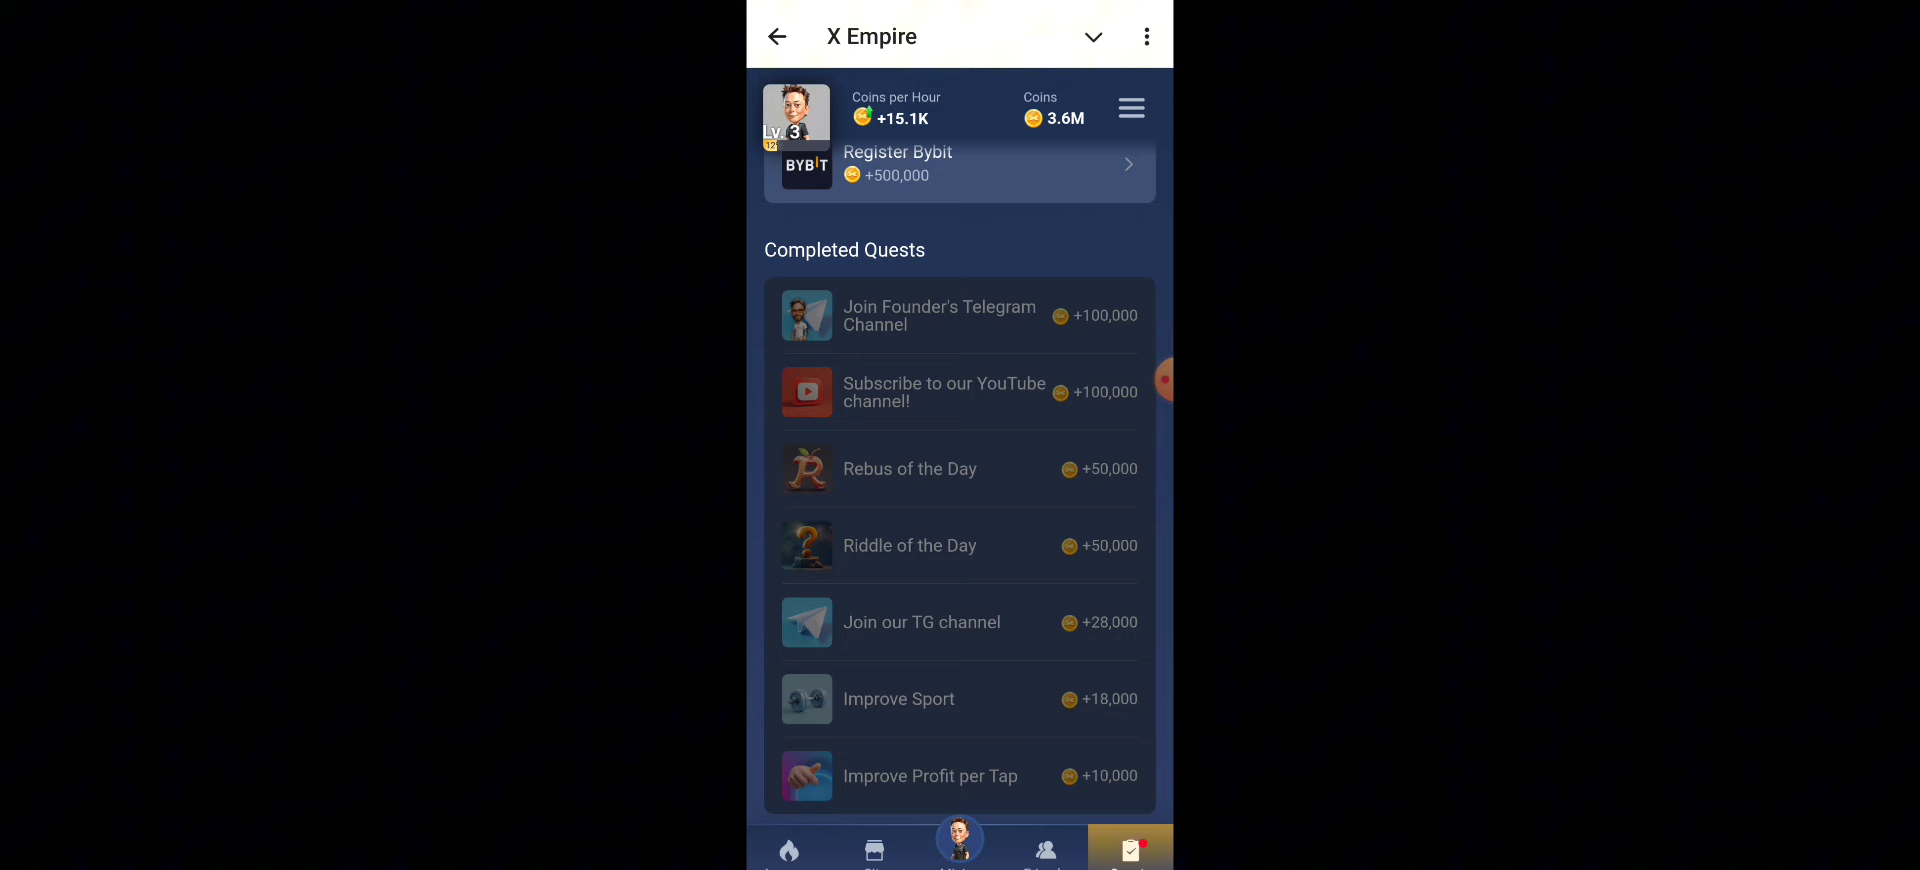 X Empire
Coins per Hour
+15.1K
Coins
3.6M
Lv. 3
BYBIT
Register Bybit
+500,000
Completed Quests
Join Founder's Telegram
Channel
+100,000
Subscribe to our YouTube
channel!
+100,000
Rebus of the Day
+50,000
Riddle of the Day
+50,000
Join our TG channel
+28,000
Improve Sport
+18,000
Improve Profit per Tap
+10,000